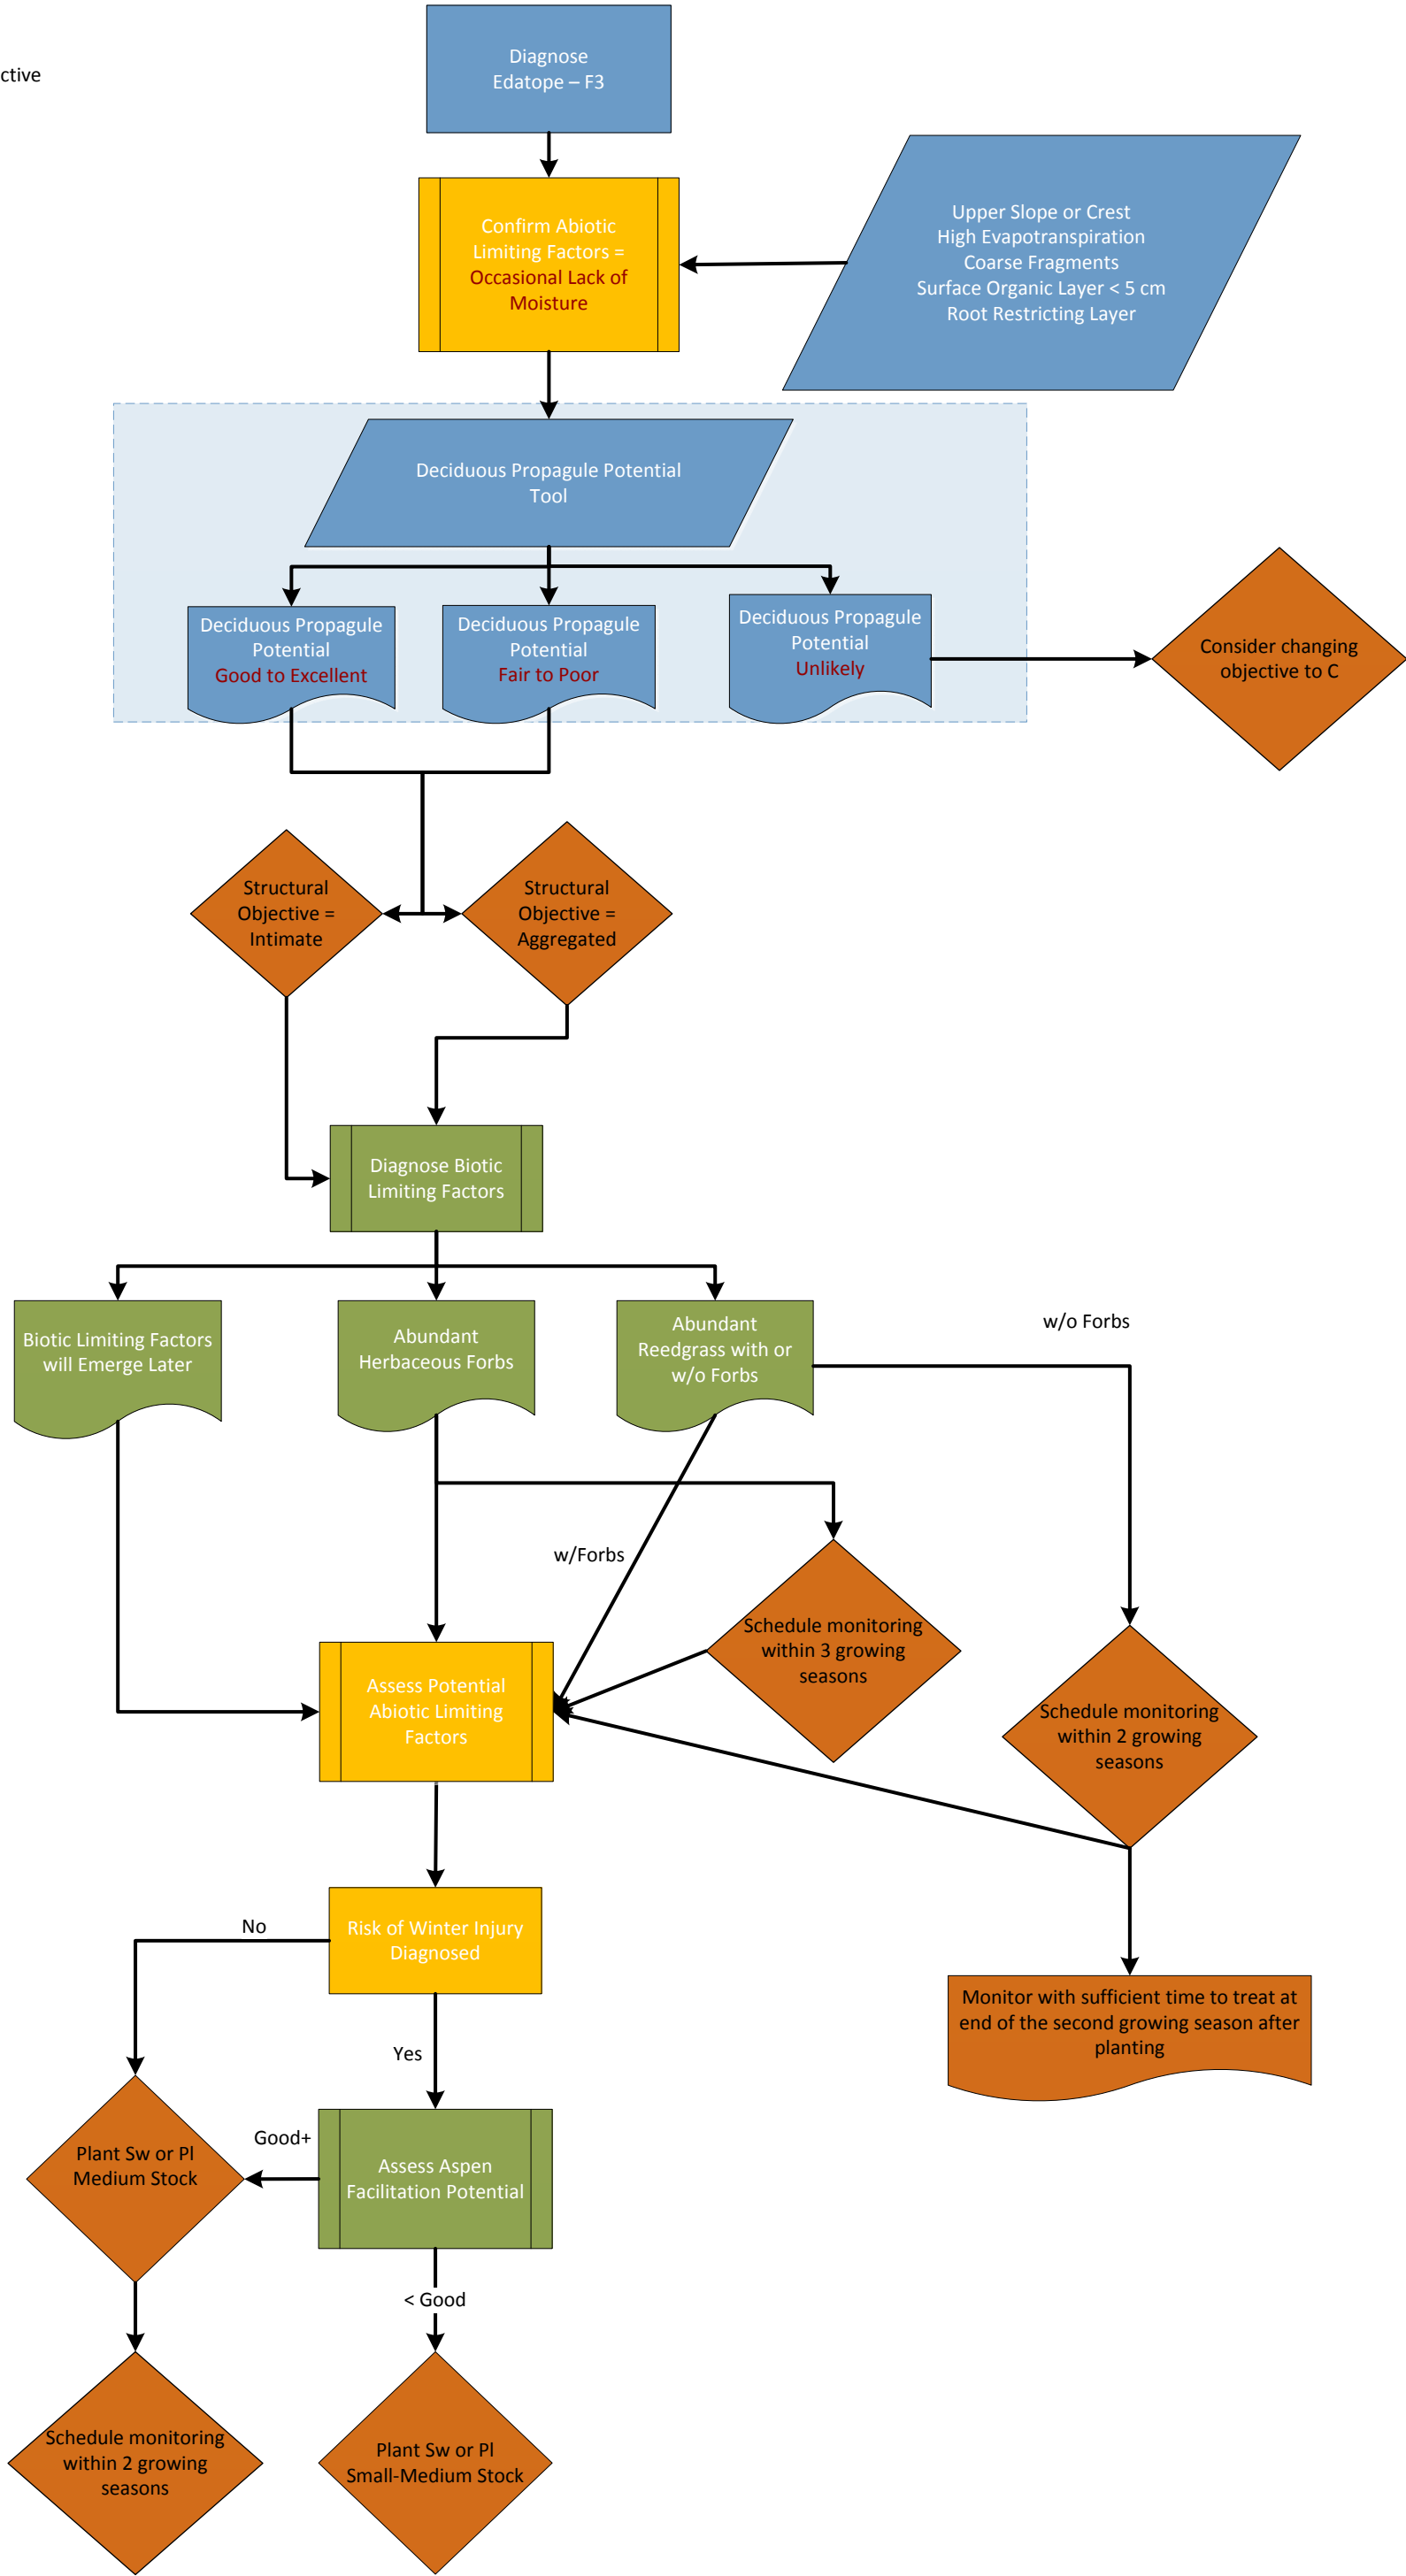 ctive
Diagnose
Edatope – F3
Confirm Abiotic
Limiting Factors =
Occasional Lack of
Moisture
Upper Slope or Crest
High Evapotranspiration
Coarse Fragments
Surface Organic Layer < 5 cm
Root Restricting Layer
Deciduous Propagule Potential
Tool
Deciduous Propagule
Potential
Good to Excellent
Deciduous Propagule
Potential
Fair to Poor
Deciduous Propagule
Potential
Unlikely
Consider changing
objective to C
Structural
Objective =
Intimate
Structural
Objective =
Aggregated
Diagnose Biotic
Limiting Factors
Biotic Limiting Factors
will Emerge Later
Abundant
Herbaceous Forbs
Abundant
Reedgrass with or
w/o Forbs
w/o Forbs
w/Forbs
Schedule monitoring
within 3 growing
seasons
Schedule monitoring
within 2 growing
seasons
Assess Potential
Abiotic Limiting
Factors
Risk of Winter Injury
Diagnosed
No
Yes
Monitor with sufficient time to treat at
end of the second growing season after
planting
Plant Sw or Pl
Medium Stock
Good+
Assess Aspen
Facilitation Potential
< Good
Schedule monitoring
within 2 growing
seasons
Plant Sw or Pl
Small-Medium Stock